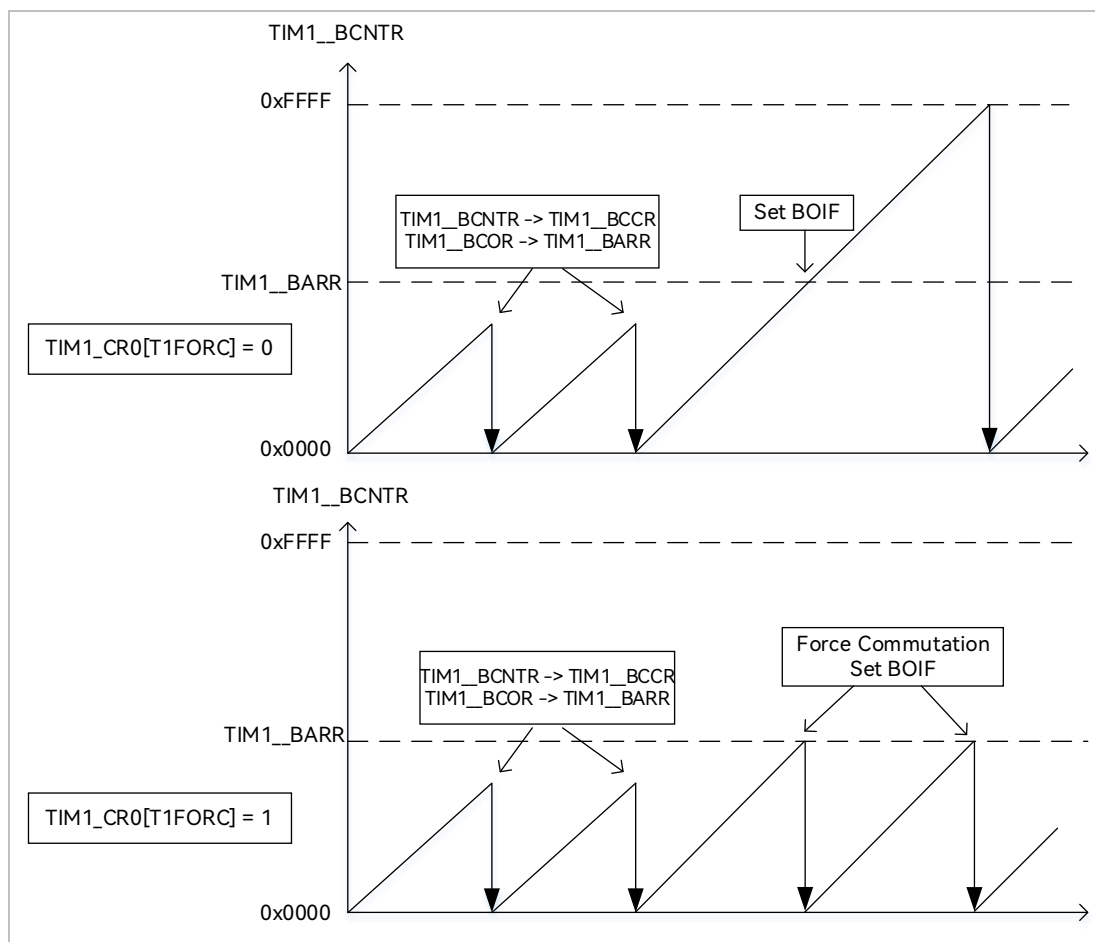 TIM1__BCNTR
0xFFFF
TIM1__BCNTR -> TIM1__BCCR
TIM1__BCOR -> TIM1__BARR
Set BOIF
TIM1__BARR
TIM1_CR0[T1FORC] = 0
0x0000
TIM1__BCNTR
0xFFFF
Force Commutation
Set BOIF
TIM1__BCNTR -> TIM1__BCCR
TIM1__BCOR -> TIM1__BARR
TIM1__BARR
TIM1_CR0[T1FORC] = 1
0x0000